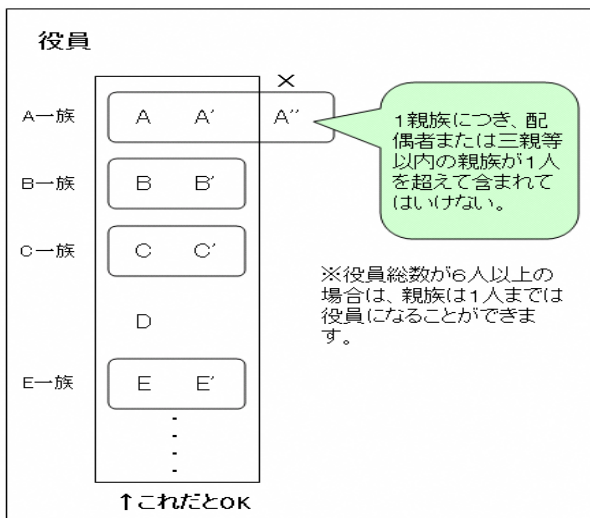 役員
×
A一族 A A′ A′′
1親族につき、配
偶者または三親等
以内の親族が1人
を超えて含まれて
はいけない。
B一族 B B′
C一族 C C′
※役員総数が6人以上の
場合は、親族は1人までは
役員になることができま
す。
D
E一族 E E′
↑これだとOK